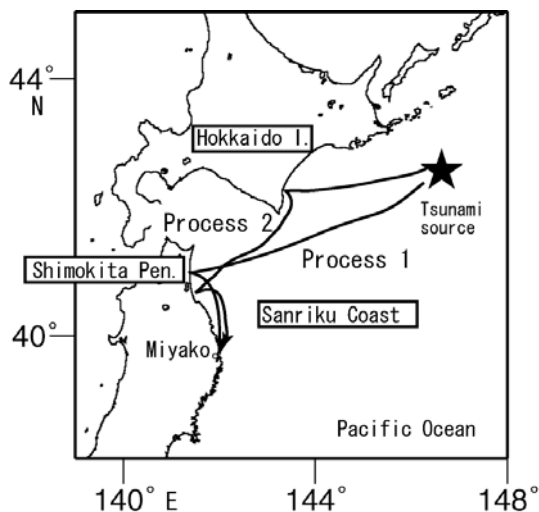 44°
N
Hokkaido I.
Tsunami
source
Process 2
Process 1
Shimokita Pen.
Sanriku Coast
40°
Miyako
Pacific Ocean
140° E
144°
148°